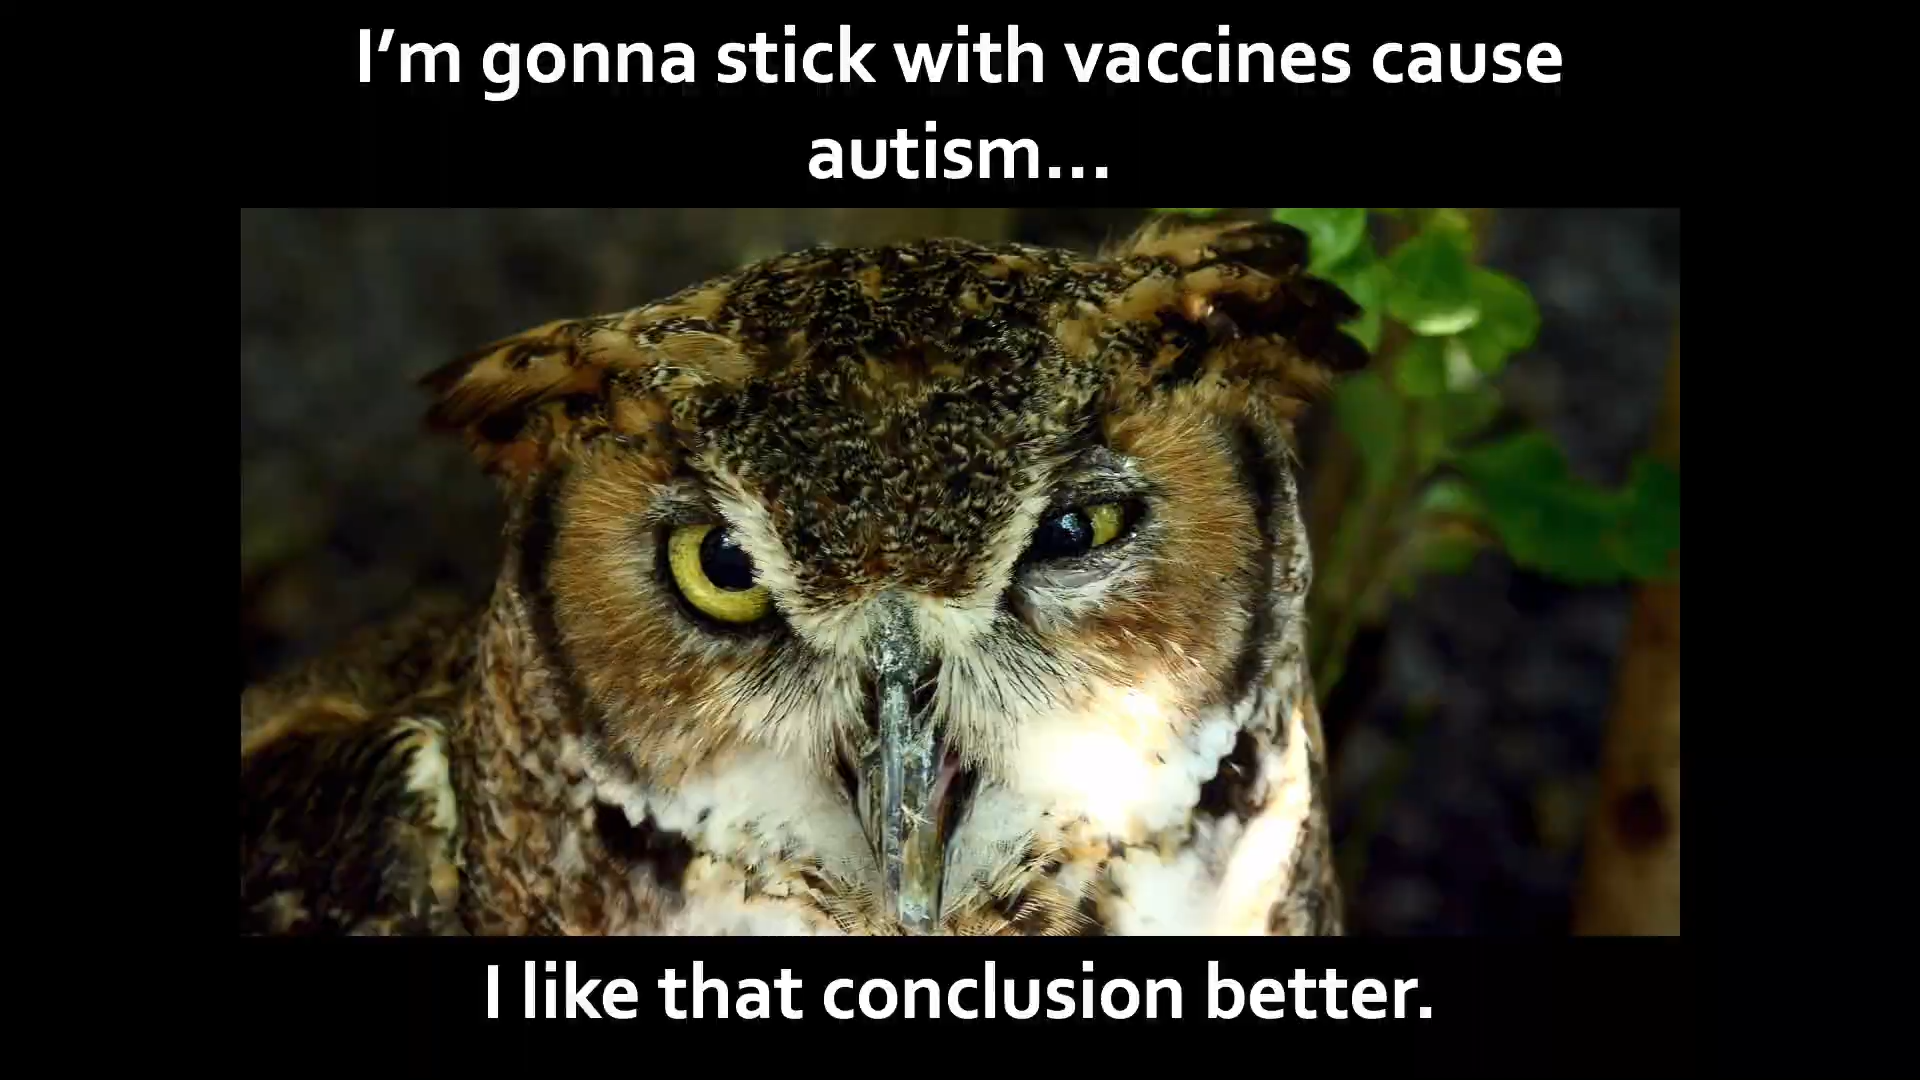 I’m gonna stick with vaccines cause
autism...
I like that conclusion better.